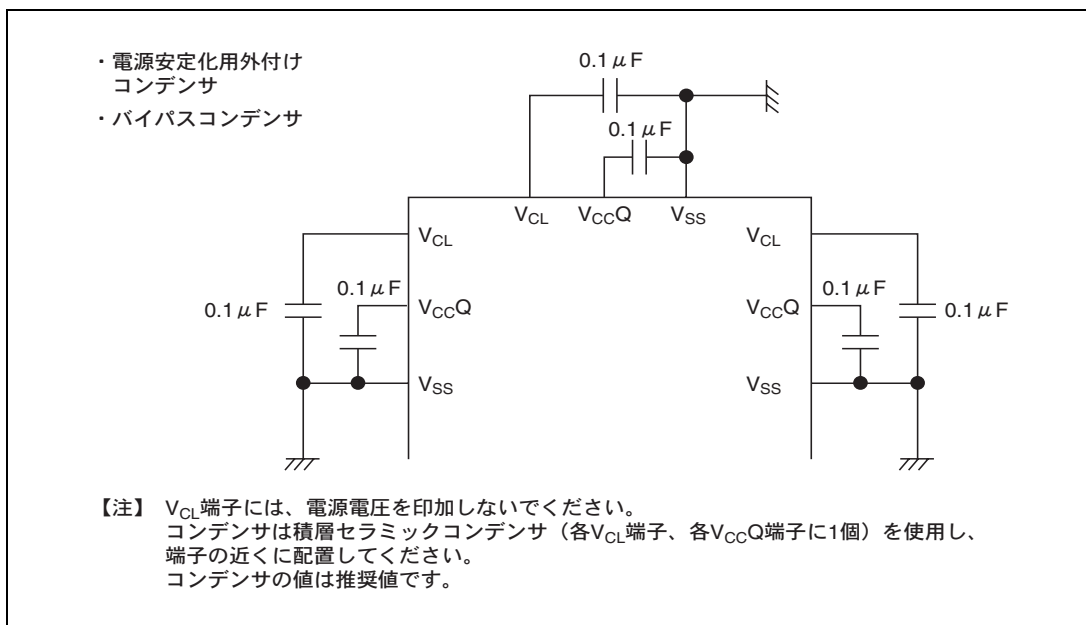 ・電源安定化用外付け
コンデンサ
・バイパスコンデンサ
0.1μF
0.1μF
VCL
VCCQ
VSS
VCL
VCL
0.1μF
0.1μF
0.1μF
VCCQ
VCCQ
0.1μF
VSS
VSS
【注】 VCL端子には、電源電圧を印加しないでください。
コンデンサは積層セラミックコンデンサ（各VCL端子、各VCCQ端子に1個）を使用し、
端子の近くに配置してください。
コンデンサの値は推奨値です。